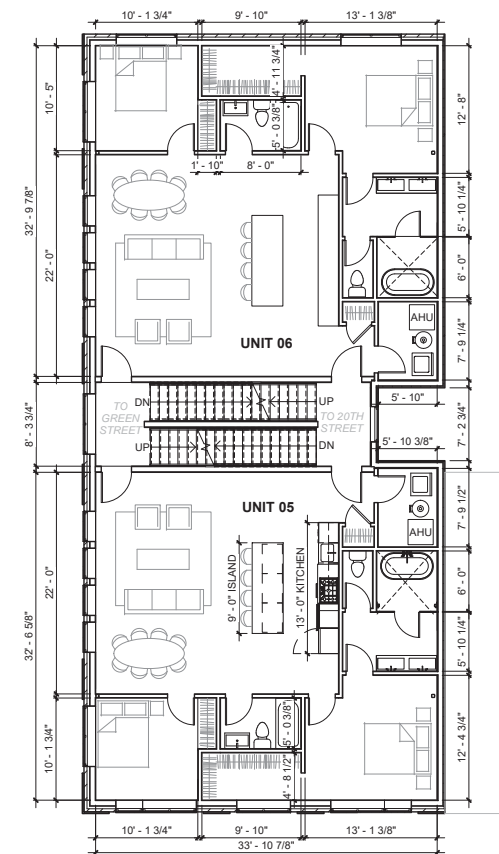 10' - 1 3/4"
9' - 10"
13' - 1 3/8"
10' - 5"
4' - 11 3/4"
5' - 0 3/8"
12' - 8"
1' - 10"
8' - 0"
32' - 9 7/8"
22' - 0"
5' - 10 1/4"
6' - 0"
AHU
7' - 9 1/4"
UNIT 06
8' - 3 3/4"
TO
GREEN
STREET
DN
UP
TO 20TH
STREET
UP
DN
5' - 10"
5' - 10 3/8"
7' - 2 3/4"
UNIT 05
7' - 9 1/2"
AHU
32' - 6 5/8"
22' - 0"
9' - 0" ISLAND
13' - 0" KITCHEN
6' - 0"
5' - 10 1/4"
10' - 1 3/4"
5' - 0 3/8"
4' - 8 1/2"
12' - 4 3/4"
10' - 1 3/4"
9' - 10"
13' - 1 3/8"
33' - 10 7/8"